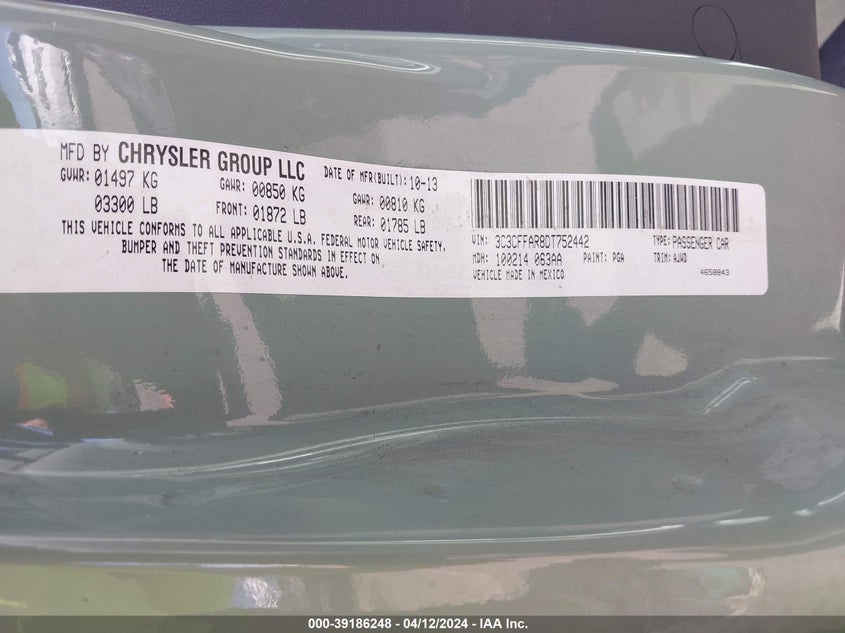 MFD BY CHRYSLER GROUP LLC DATE OF MFR(BUILT): 10-13
GVWR: 01497 KG GAWR: 00850 KG GAWR: 00810 KG
03300 LB FRONT: 01872 LB REAR: 01785 LB
THIS VEHICLE CONFORMS TO ALL APPLICABLE U.S.A. FEDERAL MOTOR VEHICLE SAFETY,
BUMPER AND THEFT PREVENTION STANDARDS IN EFFECT ON
THE DATE OF MANUFACTURE SHOWN ABOVE.
VIN: 3C3CFFAR8DT752442 TYPE: PASSENGER CAR
MDH: 100214 063AA PAINT: PGA TRIM: AJWD
VEHICLE MADE IN MEXICO 4658843
000-39186248 - 04/12/2024 - IAA Inc.